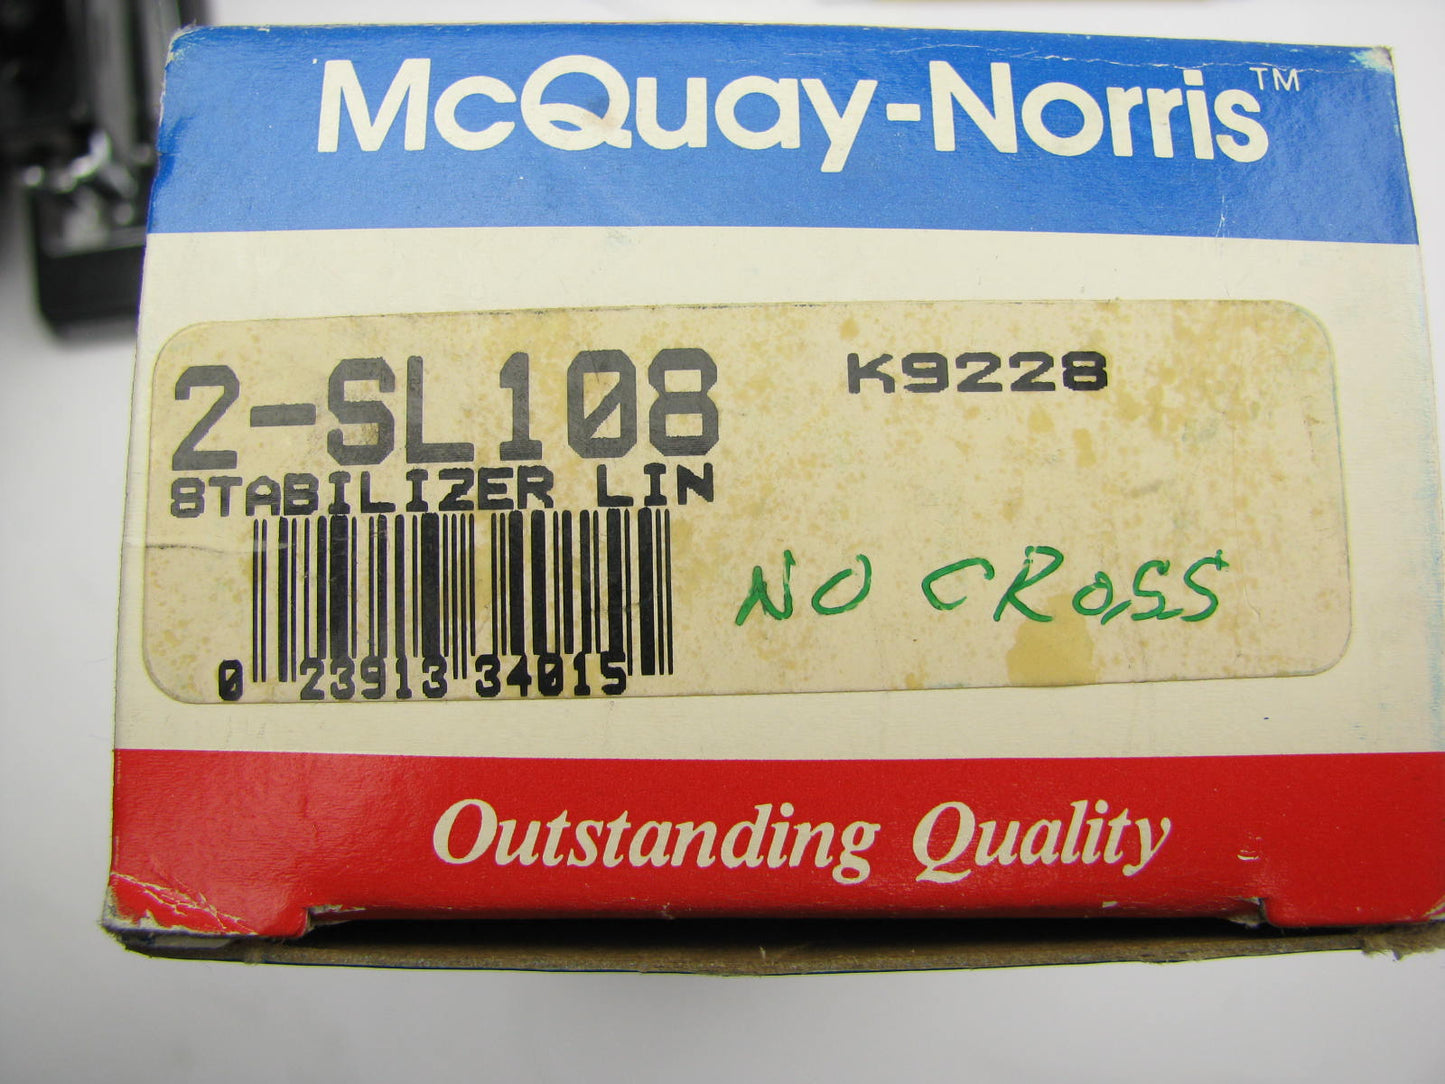 McQuay-Norris™
2-SL108 K9228
STABILIZER LIN
NO CROSS
0 23913 34015
Outstanding Quality